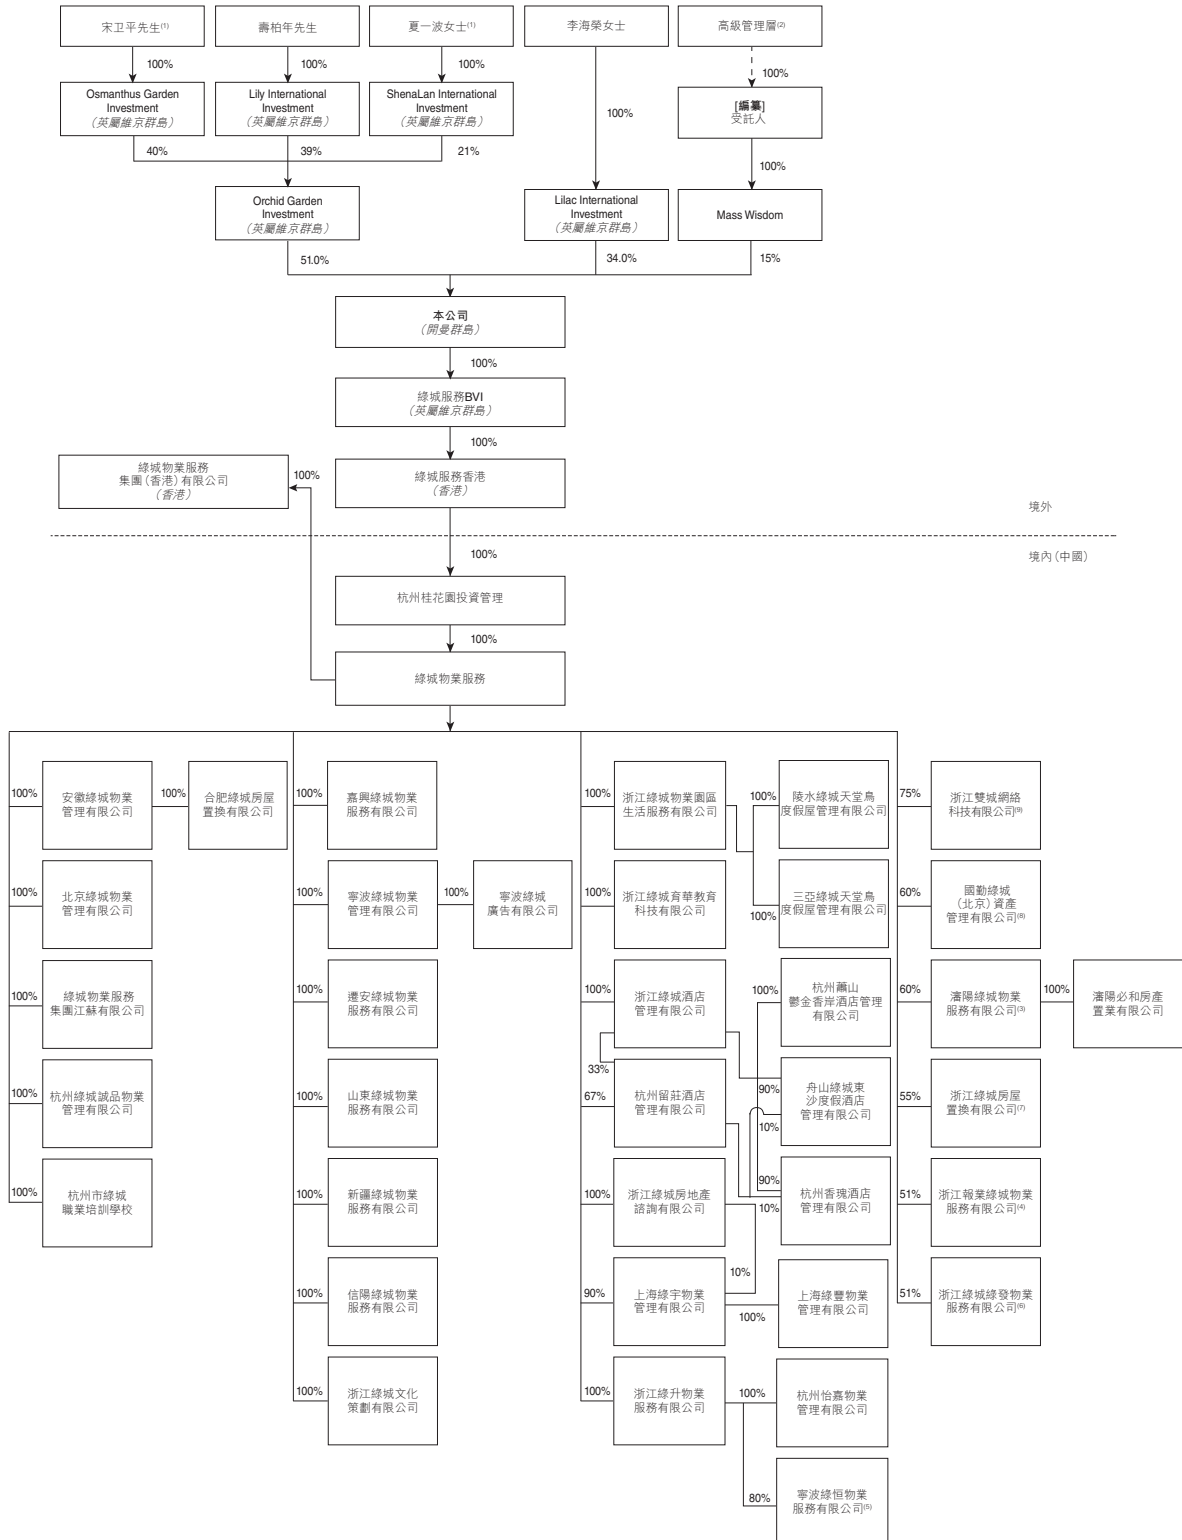 宋卫平先生(1)
壽柏年先生
夏一波女士(1)
李海榮女士
高級管理層(2)
100%
100%
100%
100%
100%
Osmanthus Garden
Investment
(英屬維京群島)
Lily International
Investment
(英屬維京群島)
ShenaLan International
Investment
(英屬維京群島)
[編纂]
受託人
40%
39%
21%
100%
Orchid Garden
Investment
(英屬維京群島)
Lilac International
Investment
(英屬維京群島)
Mass Wisdom
51.0%
34.0%
15%
本公司
(開曼群島)
100%
綠城服務BVI
(英屬維京群島)
100%
綠城物業服務
集團(香港)有限公司
(香港)
100%
綠城服務香港
(香港)
境外
境內(中國)
100%
杭州桂花園投資管理
100%
綠城物業服務
100%
安徽綠城物業
管理有限公司
100%
合肥綠城房屋
置換有限公司
100%
北京綠城物業
管理有限公司
100%
綠城物業服務
集團江蘇有限公司
100%
杭州綠城誠品物業
管理有限公司
100%
杭州市綠城
職業培訓學校
100%
嘉興綠城物業
服務有限公司
100%
寧波綠城物業
管理有限公司
100%
寧波綠城
廣告有限公司
100%
遷安綠城物業
服務有限公司
100%
山東綠城物業
服務有限公司
100%
新疆綠城物業
服務有限公司
100%
信陽綠城物業
服務有限公司
100%
浙江綠城文化
策劃有限公司
100%
浙江綠城物業園區
生活服務有限公司
100%
陵水綠城天堂鳥
度假屋管理有限公司
100%
浙江綠城育華教育
科技有限公司
100%
三亞綠城天堂鳥
度假屋管理有限公司
100%
浙江綠城酒店
管理有限公司
100%
杭州蕭山
鬱金香岸酒店管理
有限公司
33%
67%
杭州留莊酒店
管理有限公司
90%
10%
舟山綠城東
沙度假酒店
管理有限公司
100%
浙江綠城房地產
諮詢有限公司
90%
10%
杭州香瑰酒店
管理有限公司
10%
90%
上海綠宇物業
管理有限公司
100%
上海綠豐物業
管理有限公司
100%
浙江綠升物業
服務有限公司
100%
杭州怡嘉物業
管理有限公司
80%
寧波綠恒物業
服務有限公司(5)
75%
浙江雙城網絡
科技有限公司(9)
60%
國勤綠城
(北京)資產
管理有限公司(8)
60%
瀋陽綠城物業
服務有限公司(3)
100%
瀋陽必和房產
置業有限公司
55%
浙江綠城房屋
置換有限公司(7)
51%
浙江報業綠城物業
服務有限公司(4)
51%
浙江綠城綠發物業
服務有限公司(6)